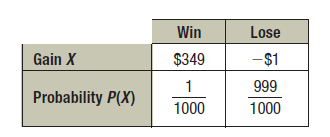 Win Lose
Gain X $349 −$1
Probability P(X) 1/1000 999/1000